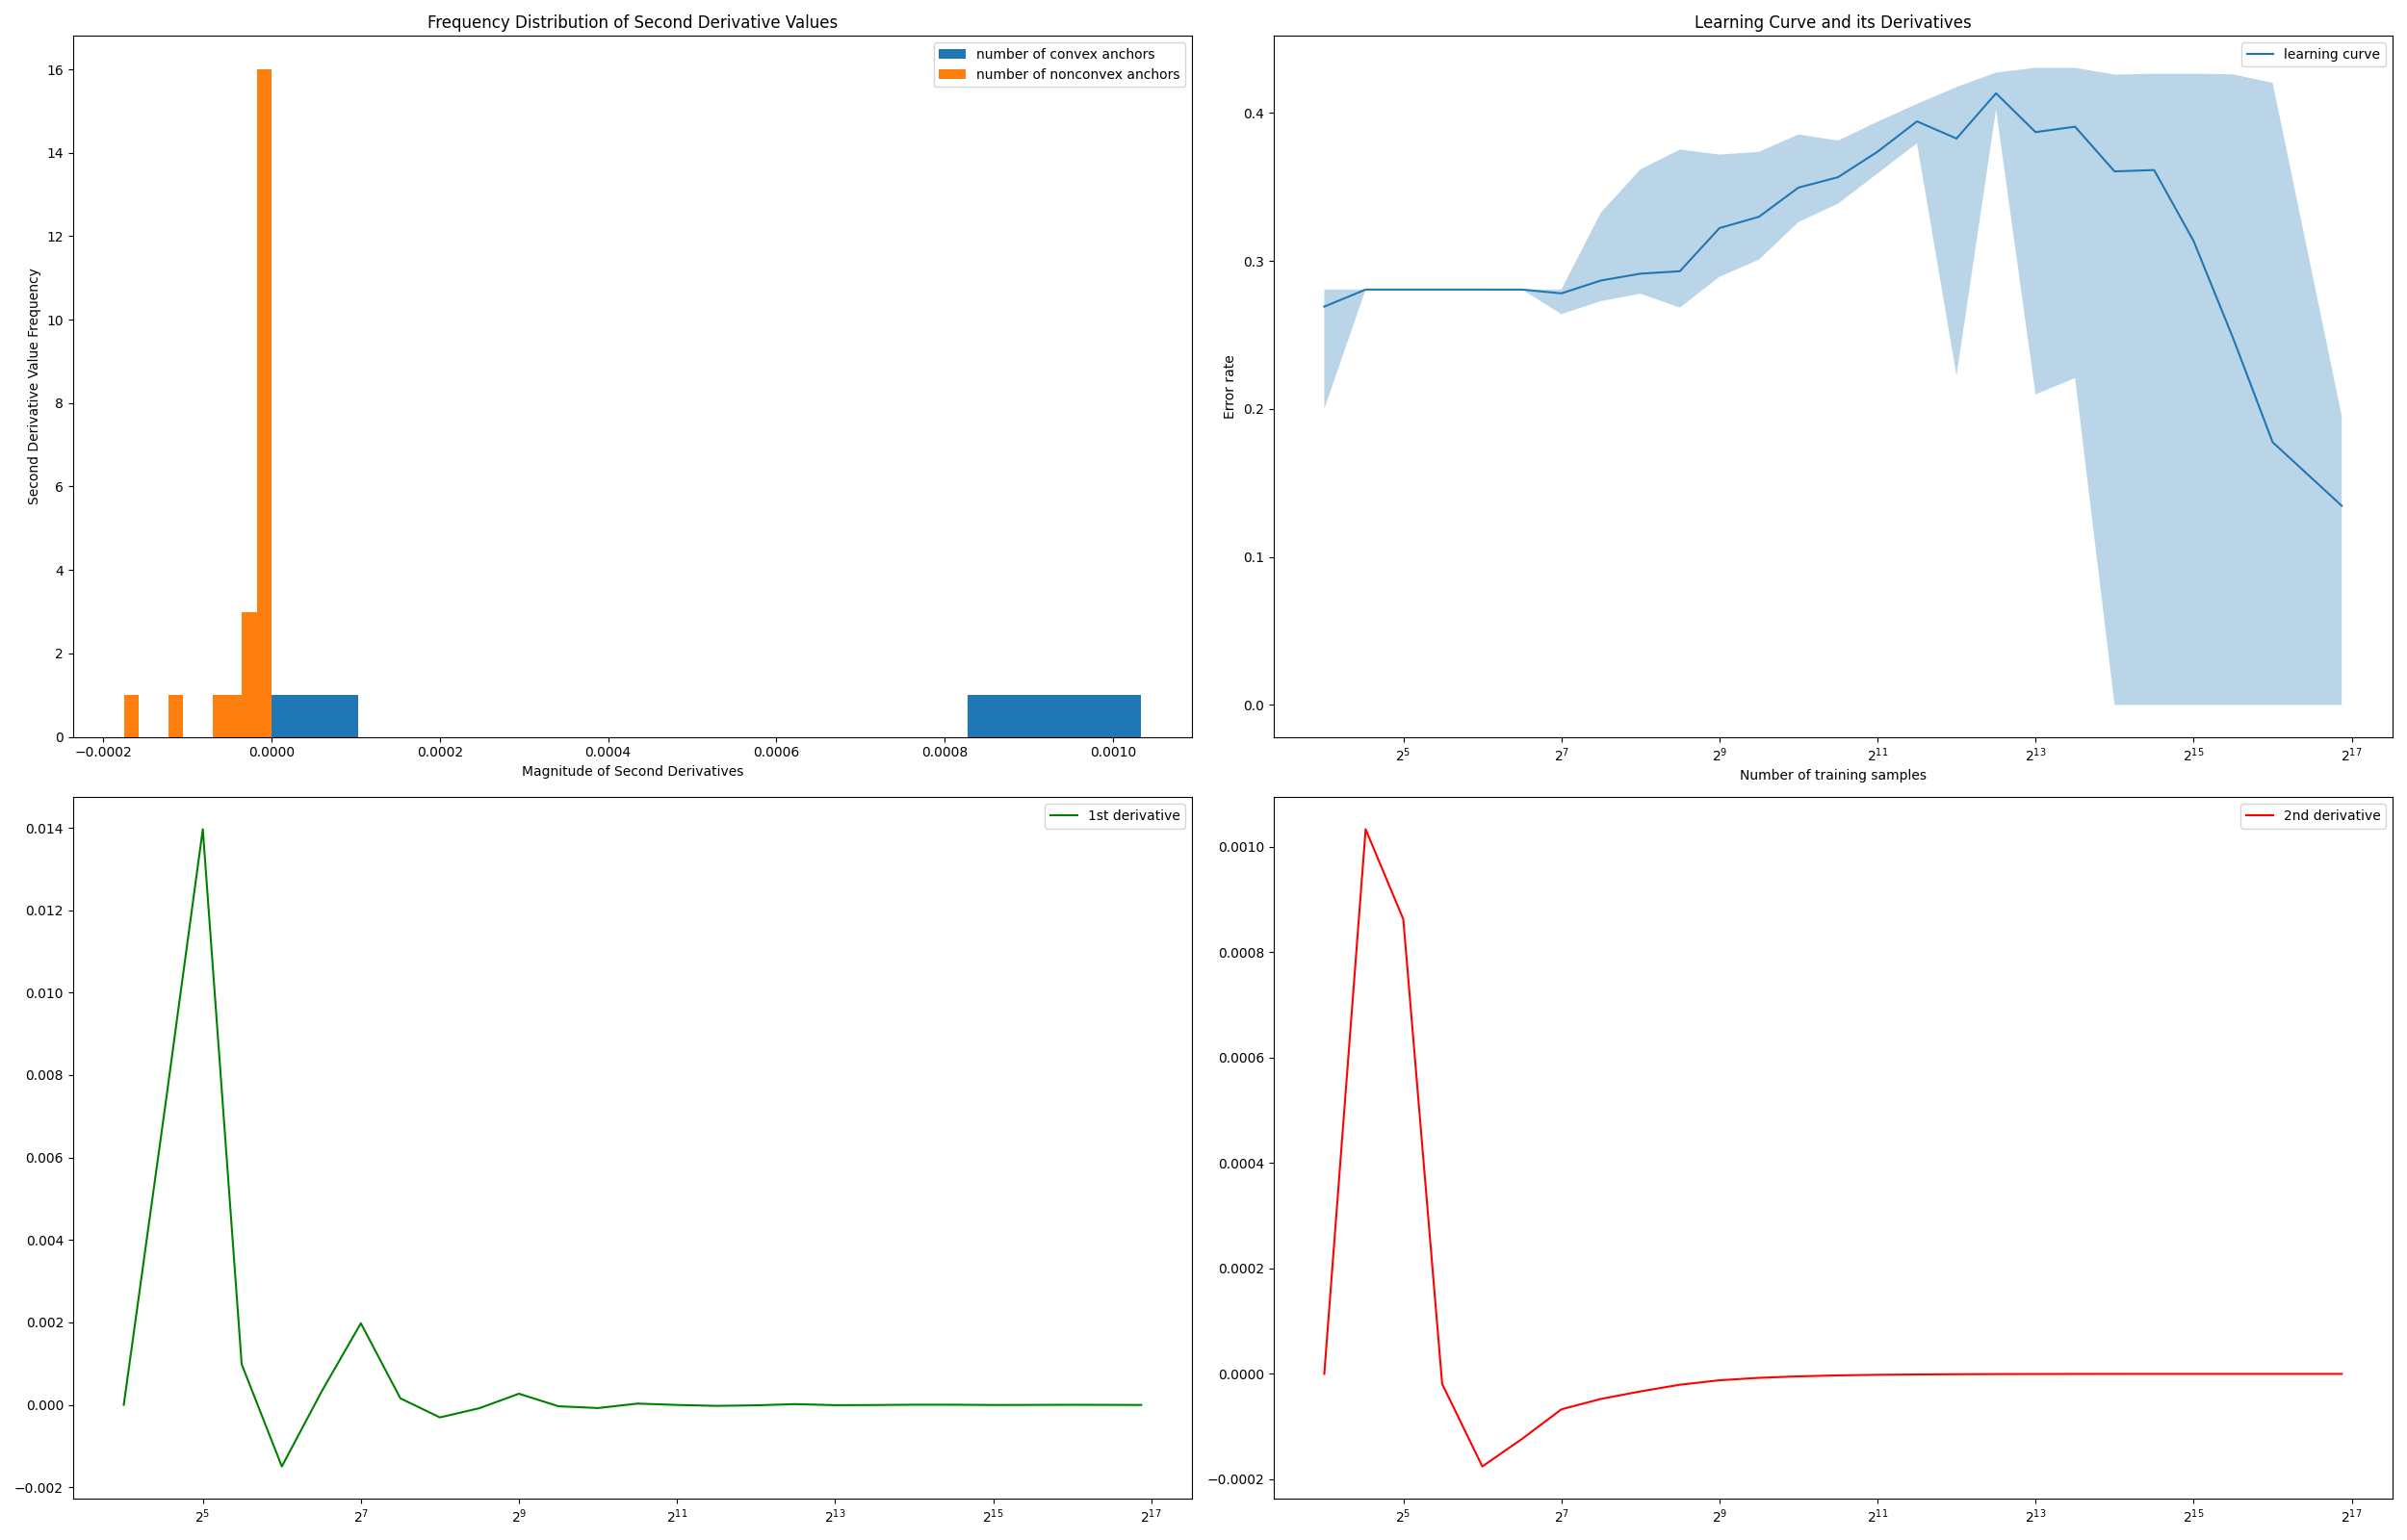 Frequency Distribution of Second Derivative Values
number of convex anchors
number of nonconvex anchors
Second Derivative Value Frequency
16
14
12
10
8
6
4
2
0
−0.0002 0.0000 0.0002 0.0004 0.0006 0.0008 0.0010
Magnitude of Second Derivatives
Learning Curve and its Derivatives
learning curve
Error rate
0.4
0.3
0.2
0.1
0.0
2^5 2^7 2^9 2^11 2^13 2^15 2^17
Number of training samples
1st derivative
0.014
0.012
0.010
0.008
0.006
0.004
0.002
0.000
−0.002
2^5 2^7 2^9 2^11 2^13 2^15 2^17
2nd derivative
0.0010
0.0008
0.0006
0.0004
0.0002
0.0000
−0.0002
2^5 2^7 2^9 2^11 2^13 2^15 2^17